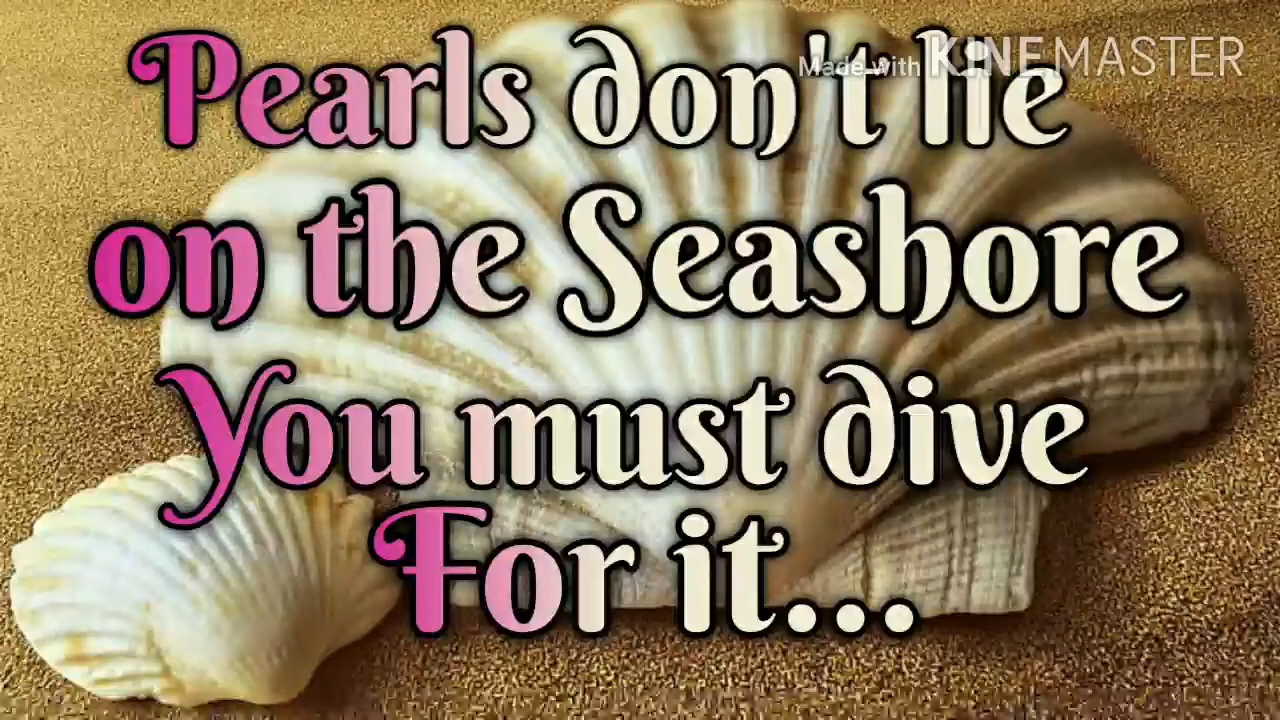 Made with KINEMASTER
Pearls don't lie
on the Seashore
You must dive
For it...